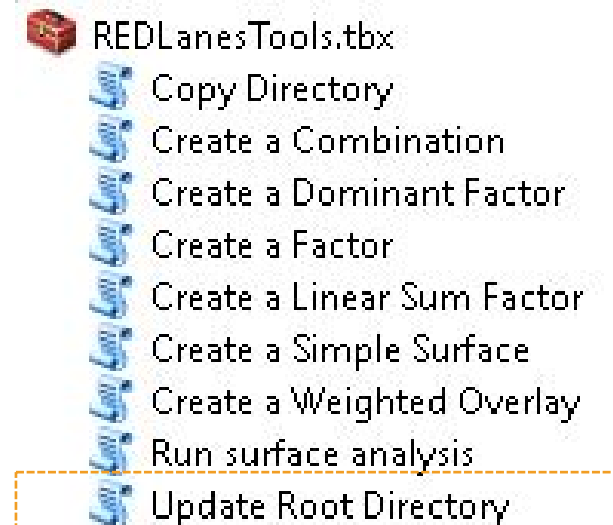 REDLanesTools.tbx
Copy Directory
Create a Combination
Create a Dominant Factor
Create a Factor
Create a Linear Sum Factor
Create a Simple Surface
Create a Weighted Overlay
Run surface analysis
Update Root Directory